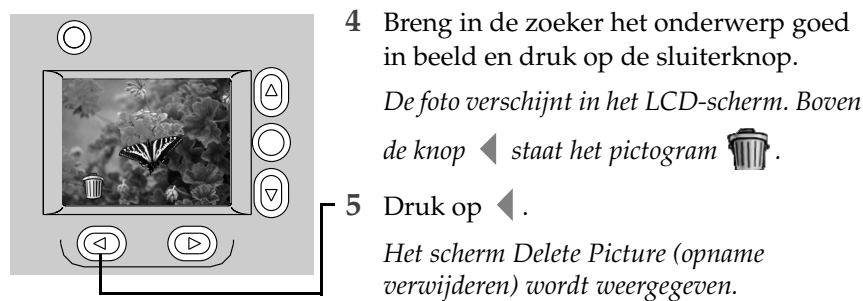 4 Breng in de zoeker het onderwerp goed
in beeld en druk op de sluiterknop.
De foto verschijnt in het LCD-scherm. Boven
de knop ◀ staat het pictogram 🗑.
5 Druk op ◀.
Het scherm Delete Picture (opname
verwijderen) wordt weergegeven.